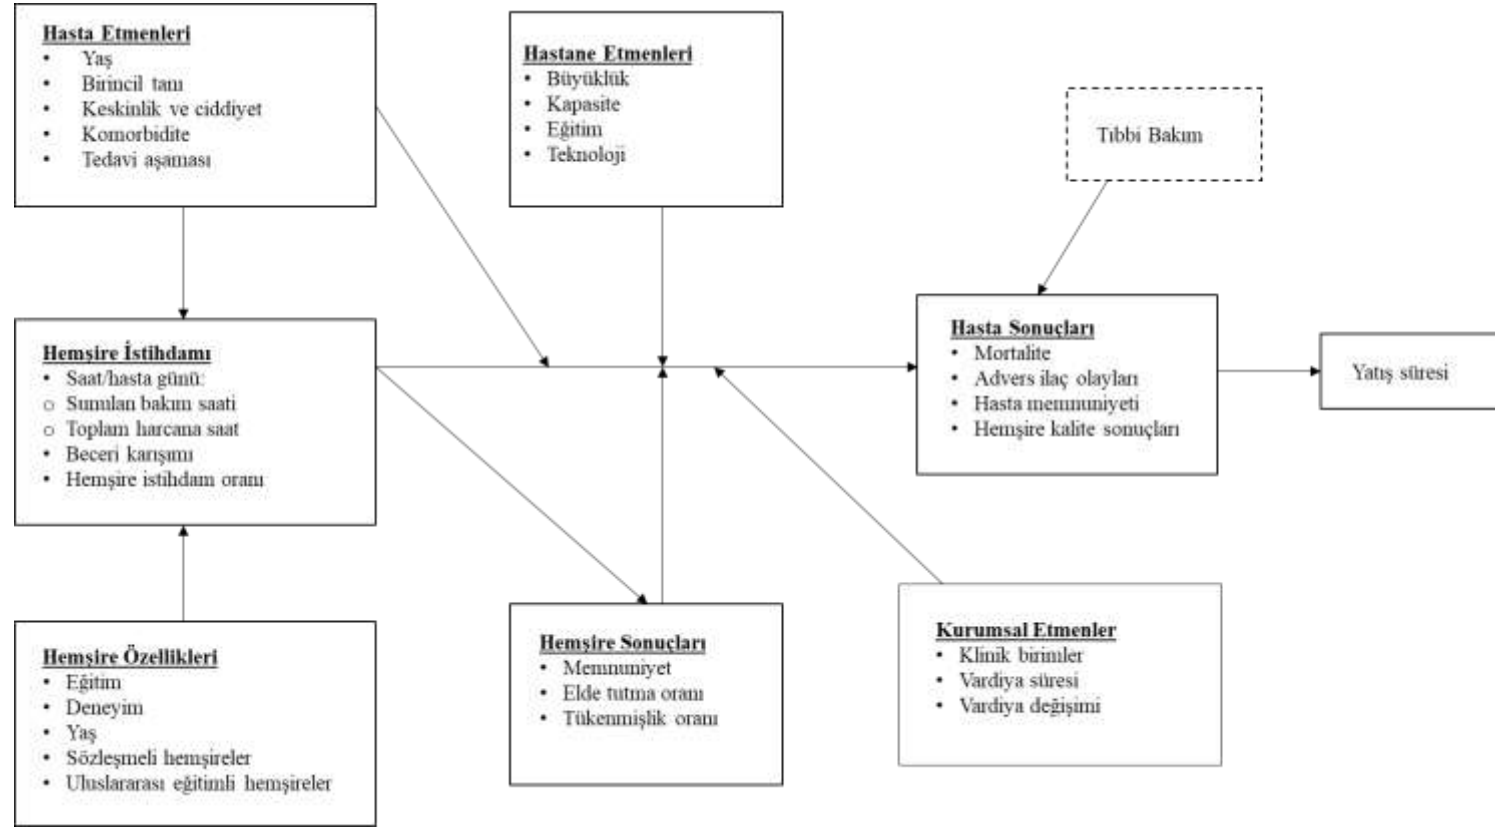 Hasta Etmenleri
• Yaş
• Birincil tanı
• Keskinlik ve ciddiyet
• Komorbidite
• Tedavi aşaması
Hastane Etmenleri
• Büyüklük
• Kapasite
• Eğitim
• Teknoloji
Tıbbi Bakım
Hemşire İstihdamı
• Saat/hasta günü:
o Sunulan bakım saati
o Toplam harcana saat
• Beceri karışımı
• Hemşire istihdam oranı
Hasta Sonuçları
• Mortalite
• Advers ilaç olayları
• Hasta memnuniyeti
• Hemşire kalite sonuçları
Yatış süresi
Hemşire Özellikleri
• Eğitim
• Deneyim
• Yaş
• Sözleşmeli hemşireler
• Uluslararası eğitimli hemşireler
Hemşire Sonuçları
• Memnuniyet
• Elde tutma oranı
• Tükenmişlik oranı
Kurumsal Etmenler
• Klinik birimler
• Vardiya süresi
• Vardiya değişimi